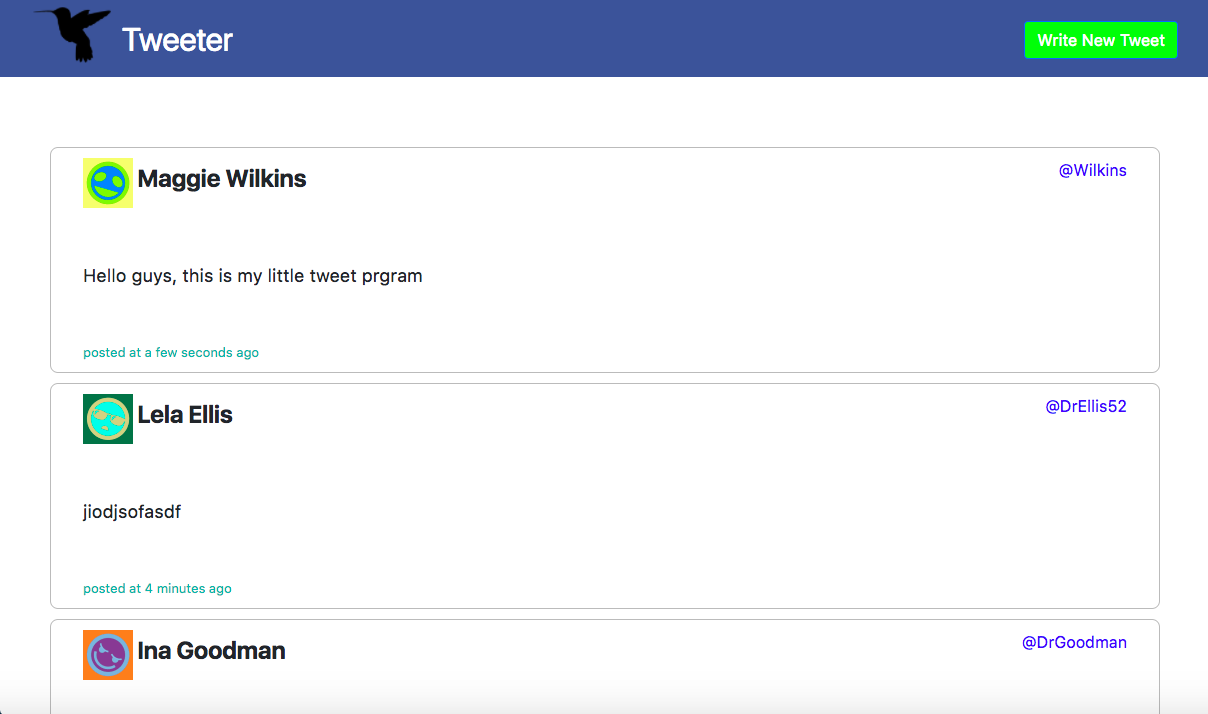 Tweeter
Write New Tweet
Maggie Wilkins
@Wilkins
Hello guys, this is my little tweet prgram
posted at a few seconds ago
Lela Ellis
@DrEllis52
jiodjsofasdf
posted at 4 minutes ago
Ina Goodman
@DrGoodman